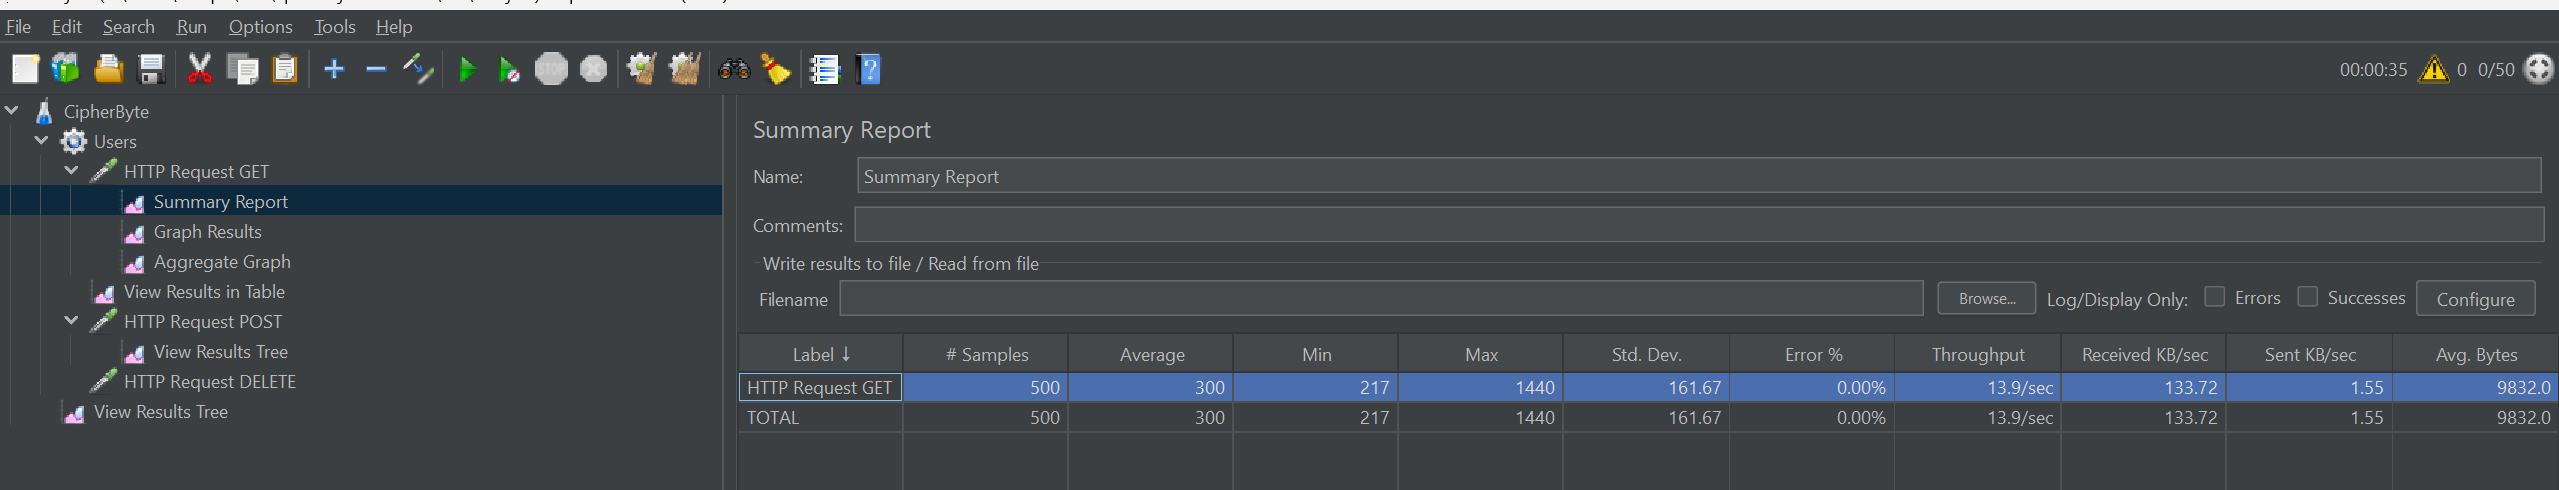 File Edit Search Run Options Tools Help
00:00:35 0 0/50
CipherByte
Users
HTTP Request GET
Summary Report
Graph Results
Aggregate Graph
View Results in Table
HTTP Request POST
View Results Tree
HTTP Request DELETE
View Results Tree
Summary Report
Name: Summary Report
Comments:
Write results to file / Read from file
Filename Browse... Log/Display Only: Errors Successes Configure
Label ↓ # Samples Average Min Max Std. Dev. Error % Throughput Received KB/sec Sent KB/sec Avg. Bytes
HTTP Request GET 500 300 217 1440 161.67 0.00% 13.9/sec 133.72 1.55 9832.0
TOTAL 500 300 217 1440 161.67 0.00% 13.9/sec 133.72 1.55 9832.0